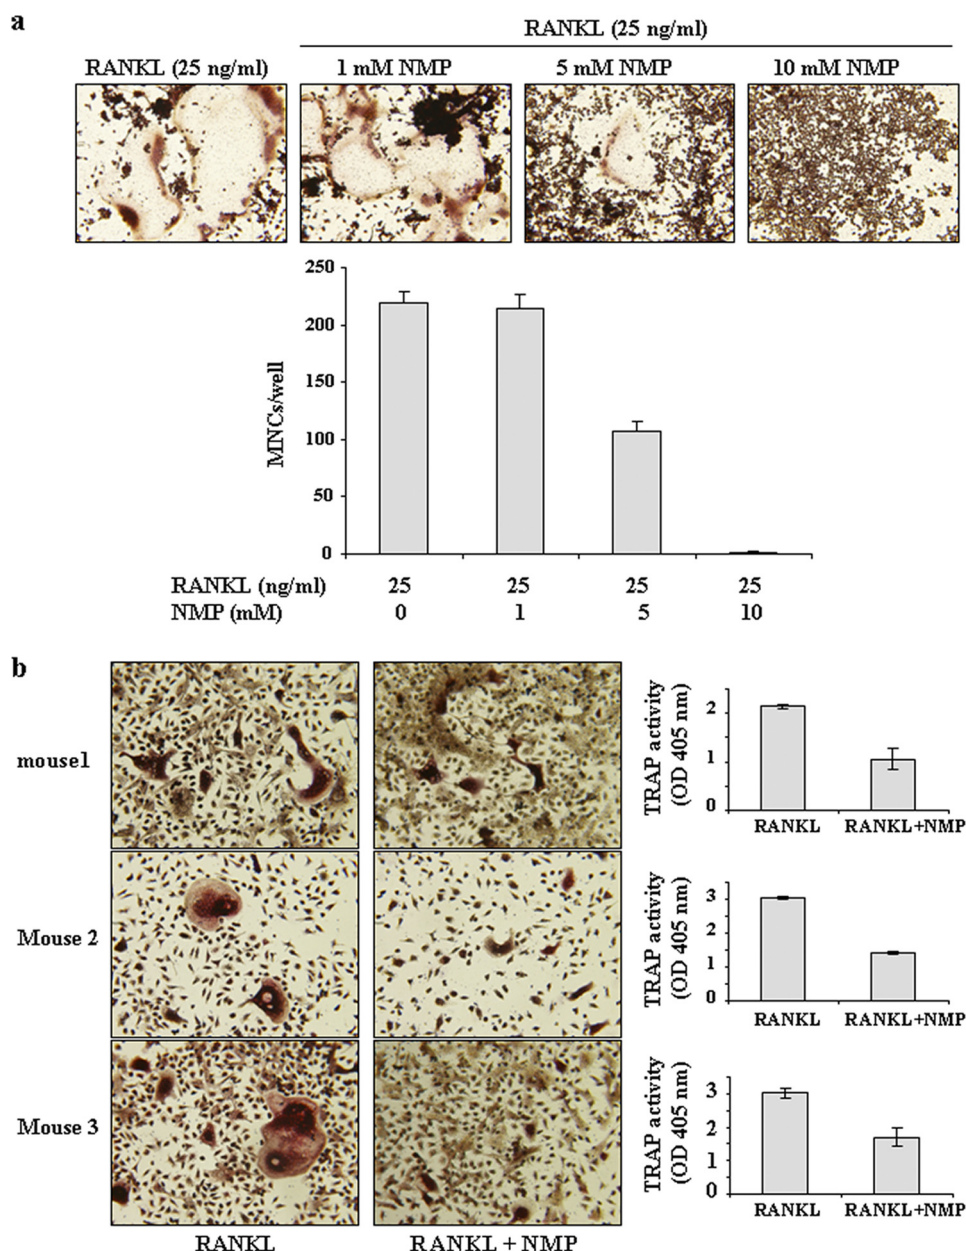 a
RANKL (25 ng/ml)
RANKL (25 ng/ml)
1 mM NMP
5 mM NMP
10 mM NMP
250
200
150
100
50
0
MNCs/well
RANKL (ng/ml) 25 25 25 25
NMP (mM) 0 1 5 10
b
mouse1
TRAP activity
(OD 405 nm)
2
1
0
RANKL RANKL+NMP
Mouse 2
TRAP activity
(OD 405 nm)
3
2
1
0
RANKL RANKL+NMP
Mouse 3
TRAP activity
(OD 405 nm)
3
2
1
0
RANKL RANKL+NMP
RANKL
RANKL + NMP